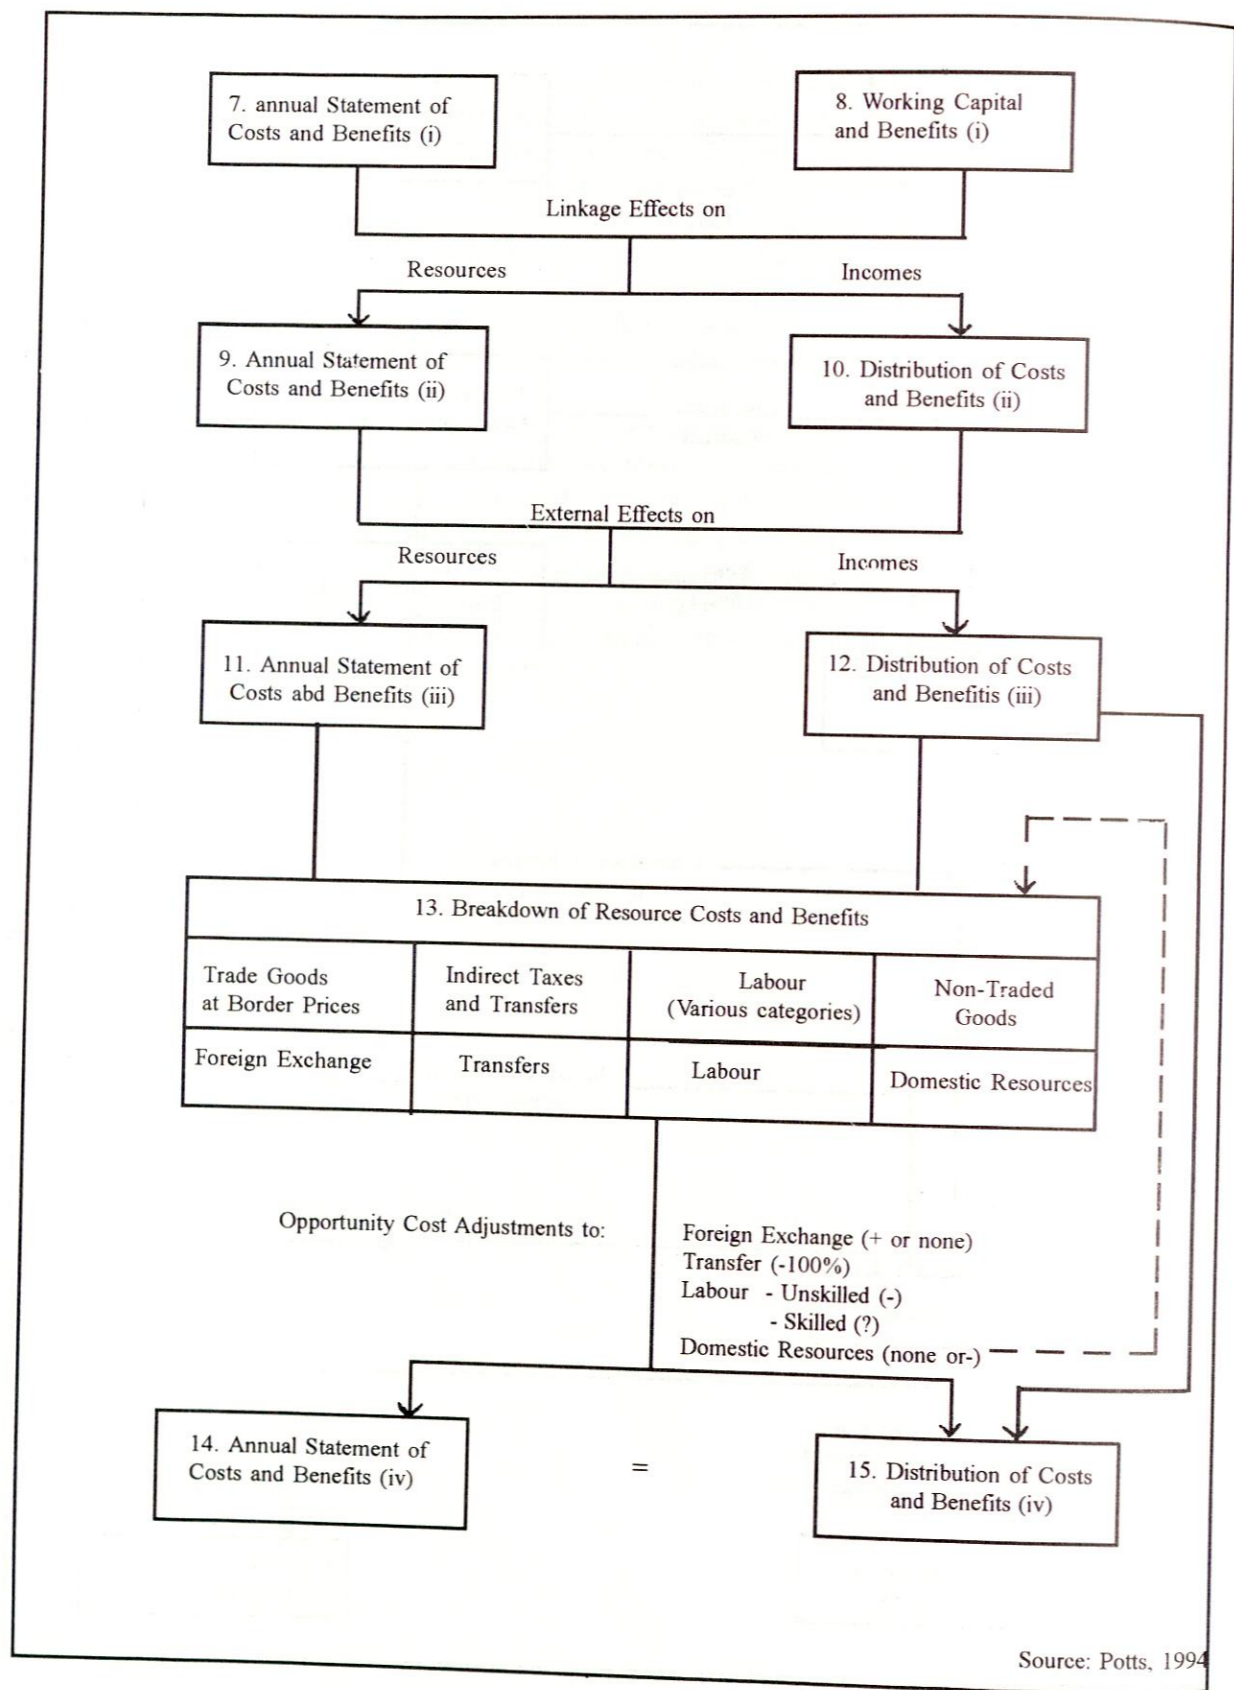 7. annual Statement of
Costs and Benefits (i)
8. Working Capital
and Benefits (i)
Linkage Effects on
Resources
Incomes
9. Annual Statement of
Costs and Benefits (ii)
10. Distribution of Costs
and Benefits (ii)
External Effects on
Resources
Incomes
11. Annual Statement of
Costs abd Benefits (iii)
12. Distribution of Costs
and Benefitis (iii)
13. Breakdown of Resource Costs and Benefits
Trade Goods
at Border Prices
Indirect Taxes
and Transfers
Labour
(Various categories)
Non-Traded
Goods
Foreign Exchange
Transfers
Labour
Domestic Resources
Opportunity Cost Adjustments to:
Foreign Exchange (+ or none)
Transfer (-100%)
Labour - Unskilled (-)
- Skilled (?)
Domestic Resources (none or-)
14. Annual Statement of
Costs and Benefits (iv)
=
15. Distribution of Costs
and Benefits (iv)
Source: Potts, 1994